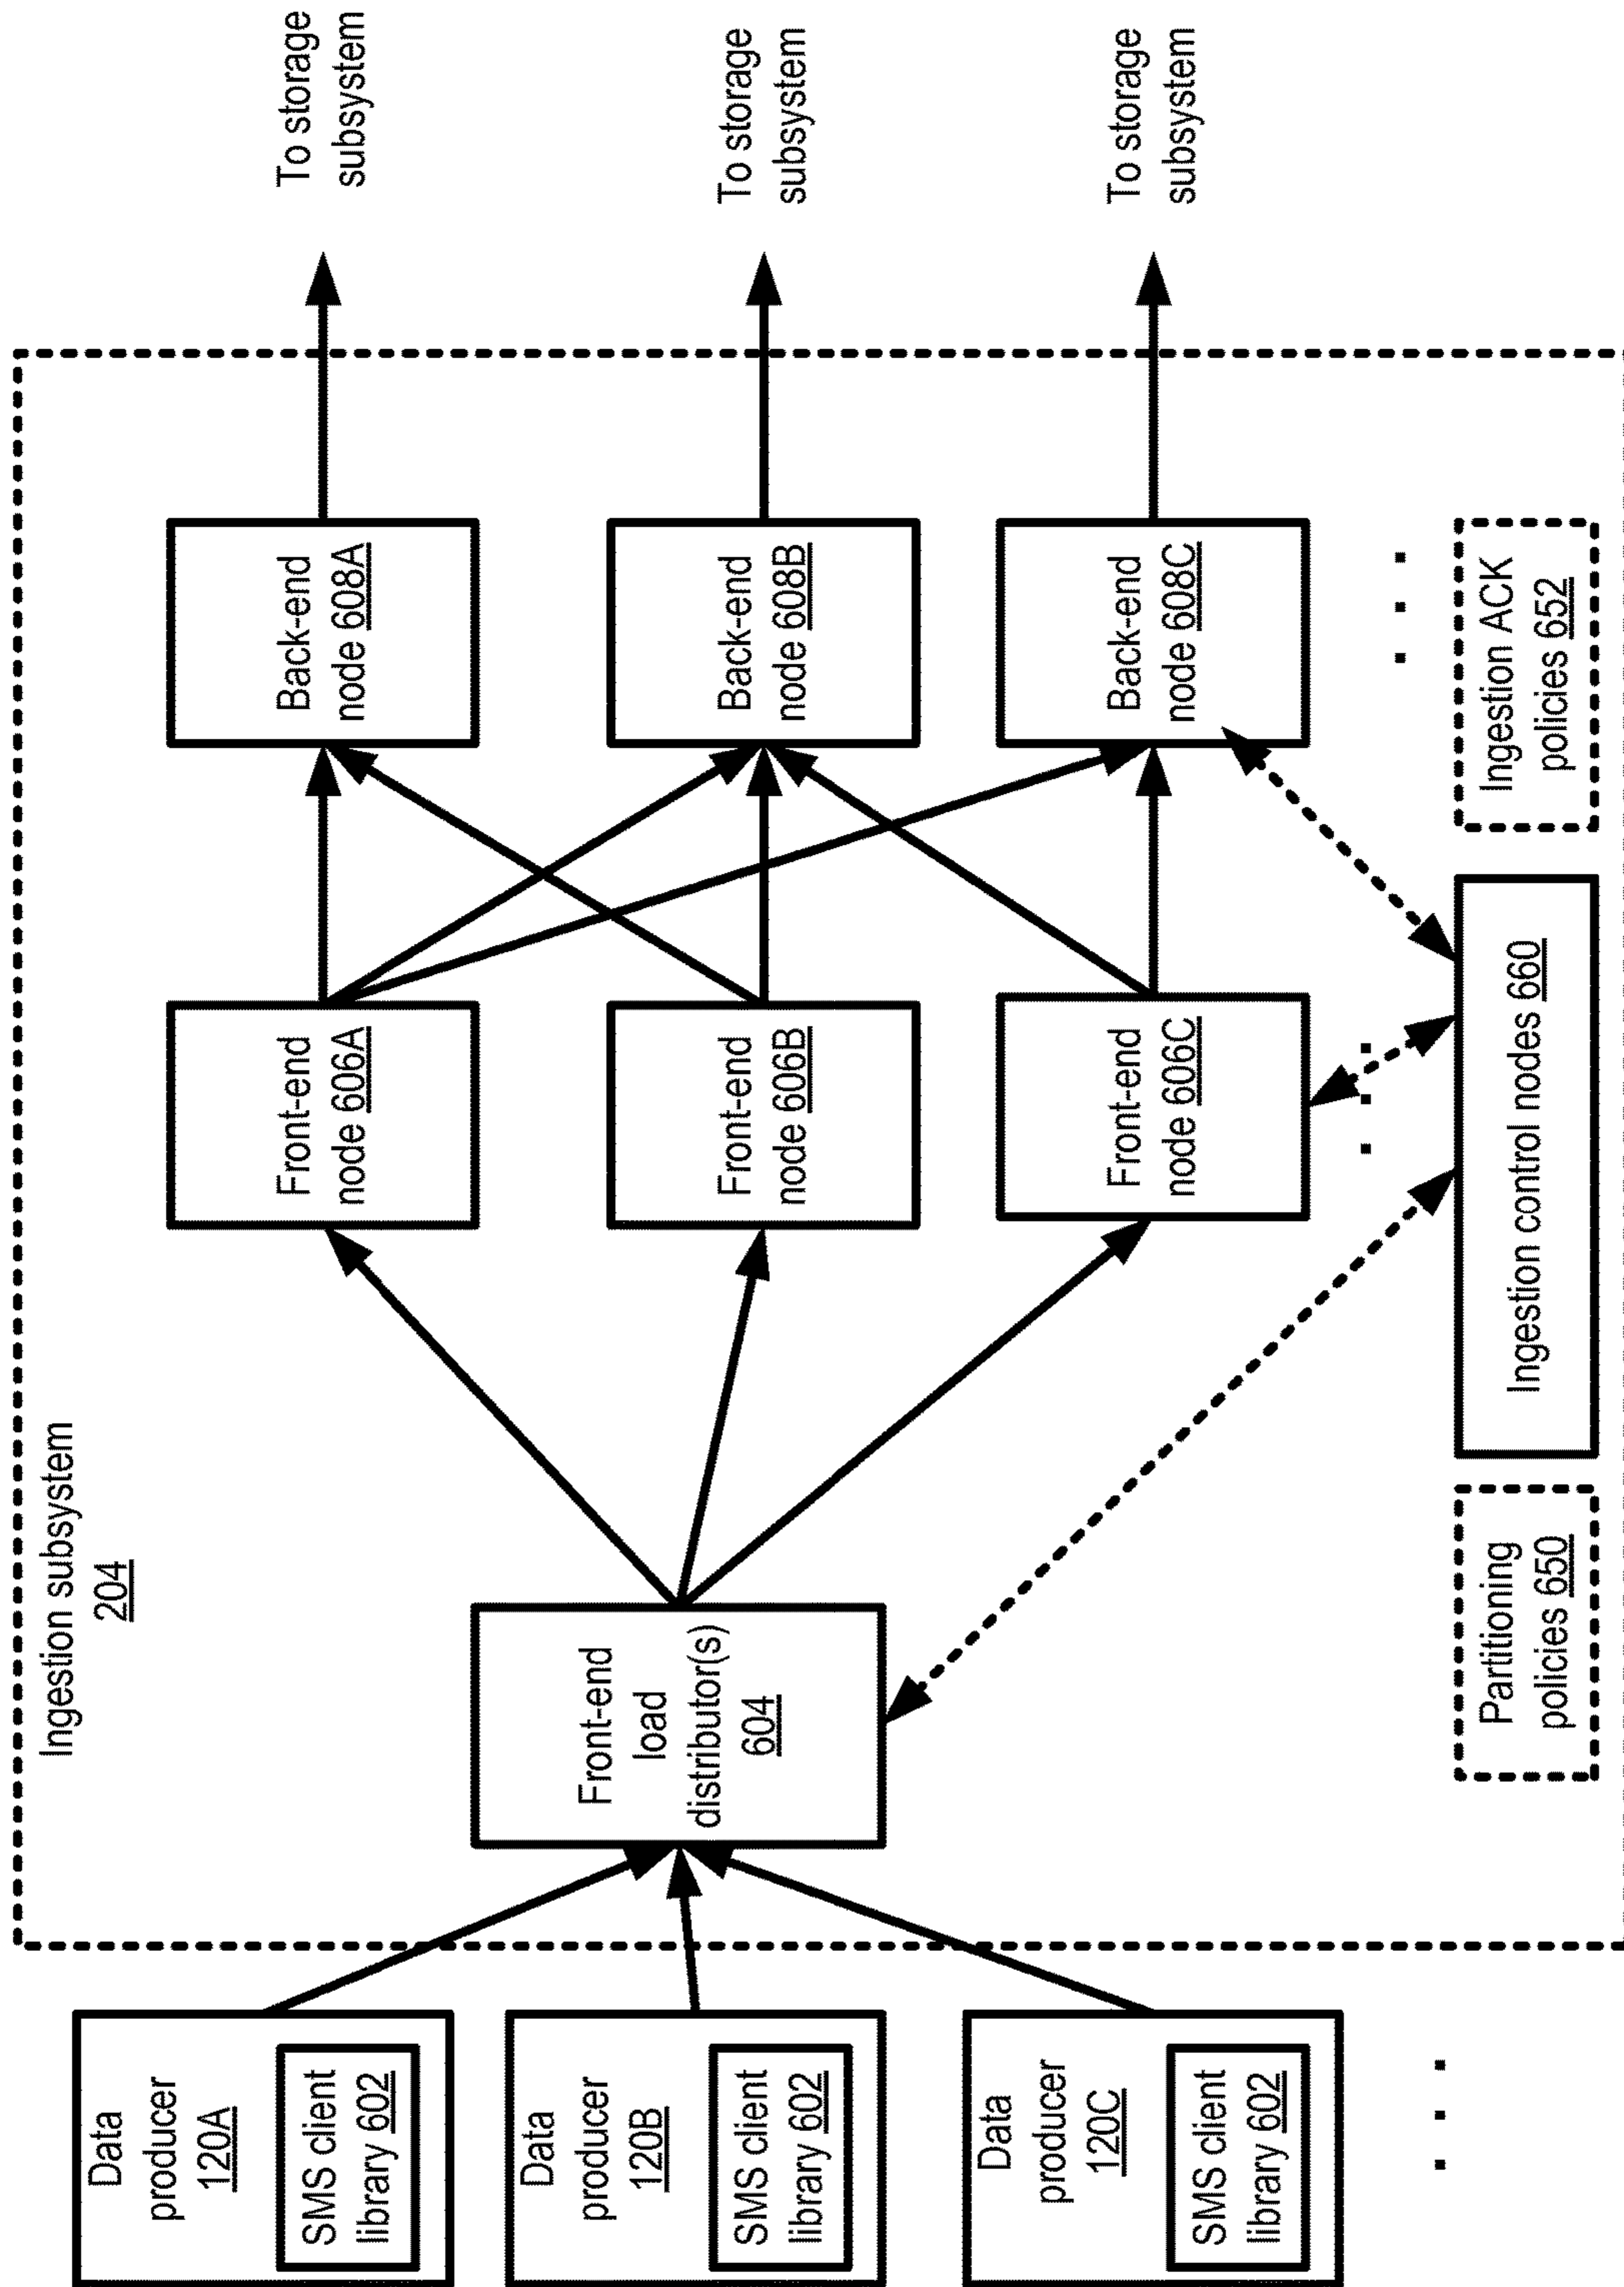 Ingestion subsystem
204
Data
producer
120A
SMS client
library 602
Data
producer
120B
SMS client
library 602
Data
producer
120C
SMS client
library 602
Front-end
load
distributor(s)
604
Front-end
node 606A
Front-end
node 606B
Front-end
node 606C
Back-end
node 608A
Back-end
node 608B
Back-end
node 608C
To storage
subsystem
To storage
subsystem
To storage
subsystem
Partitioning
policies 650
Ingestion control nodes 660
Ingestion ACK
policies 652